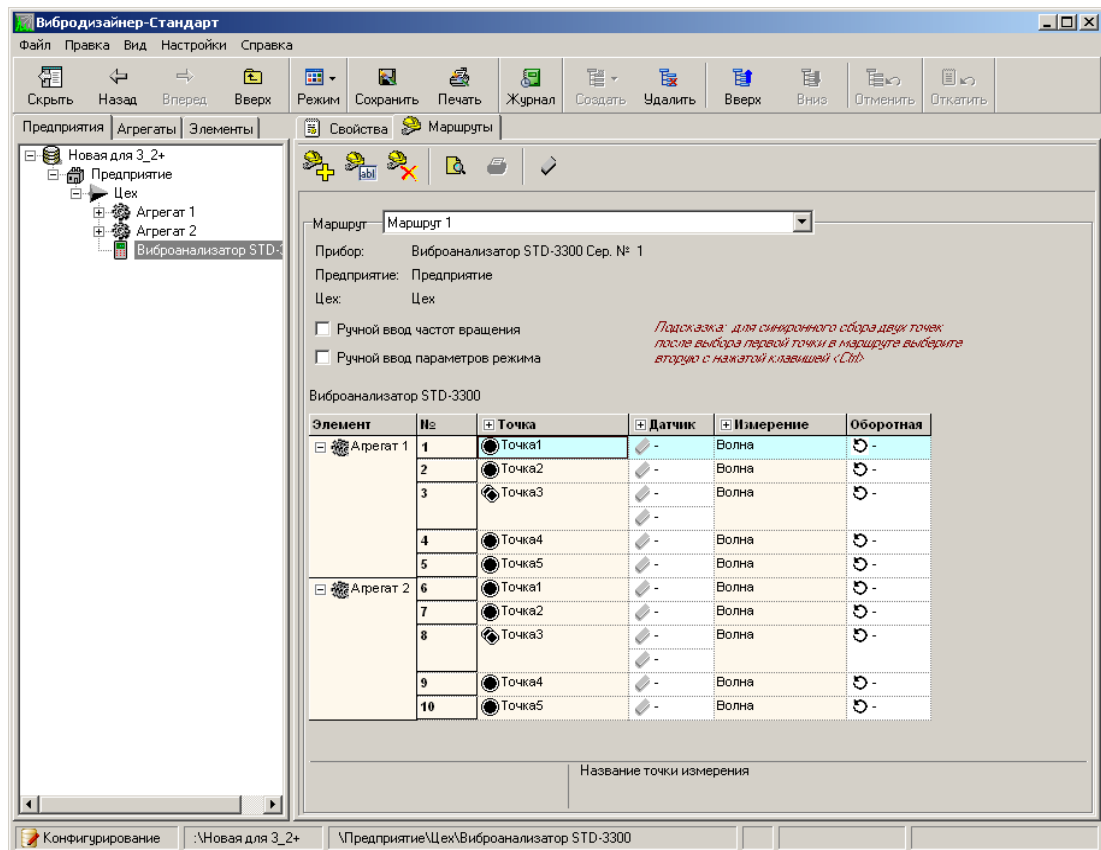 Вибродизайнер-Стандарт
Файл Правка Вид Настройки Справка
Скрыть Назад Вперед Вверх Режим Сохранить Печать Журнал Создать Удалить Вверх Вниз Отменить Откатить
Предприятия Агрегаты Элементы
Новая для 3_2+
Предприятие
Цех
Агрегат 1
Агрегат 2
Виброанализатор STD-3
Свойства Маршруты
abl
Маршрут Маршрут 1
Прибор: Виброанализатор STD-3300 Сер. № 1
Предприятие: Предприятие
Цех: Цех
Ручной ввод частот вращения
Ручной ввод параметров режима
Подсказка: для синхронного сбора двух точек
после выбора первой точки в маршруте выберите
вторую с нажатой клавишей <Ctrl>
Виброанализатор STD-3300
Элемент № Точка Датчик Измерение Оборотная
Агрегат 1 1 Точка1 - Волна -
2 Точка2 - Волна -
3 Точка3 - Волна -
-
4 Точка4 - Волна -
5 Точка5 - Волна -
Агрегат 2 6 Точка1 - Волна -
7 Точка2 - Волна -
8 Точка3 - Волна -
-
9 Точка4 - Волна -
10 Точка5 - Волна -
Название точки измерения
Конфигурирование :\Новая для 3_2+ \Предприятие\Цех\Виброанализатор STD-3300